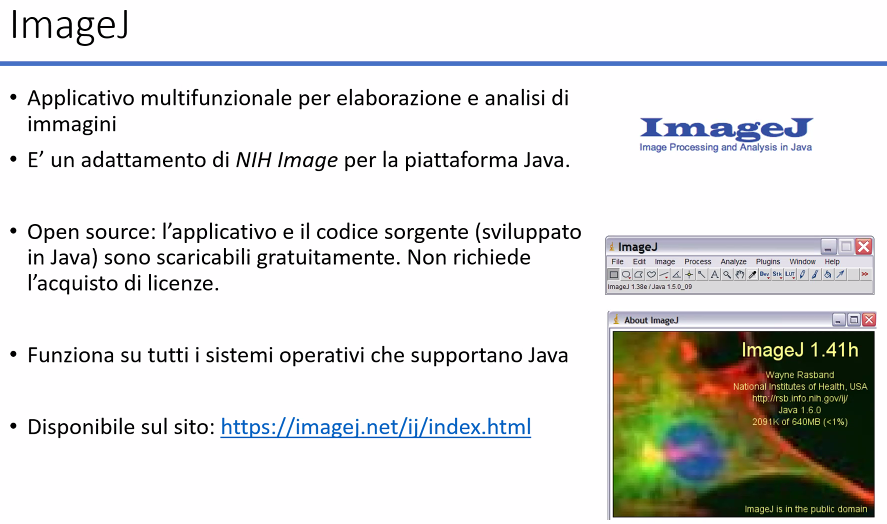 ImageJ
• Applicativo multifunzionale per elaborazione e analisi di
immagini
• E’ un adattamento di NIH Image per la piattaforma Java.
• Open source: l’applicativo e il codice sorgente (sviluppato
in Java) sono scaricabili gratuitamente. Non richiede
l’acquisto di licenze.
• Funziona su tutti i sistemi operativi che supportano Java
• Disponibile sul sito: https://imagej.net/ij/index.html
ImageJ
Image Processing and Analysis in Java
ImageJ
File Edit Image Process Analyze Plugins Window Help
A Dev Stk LUT >>
ImageJ 1.38e / Java 1.5.0_09
About ImageJ
ImageJ 1.41h
Wayne Rasband
National Institutes of Health, USA
http://rsb.info.nih.gov/ij/
Java 1.6.0
2091K of 640MB (<1%)
ImageJ is in the public domain